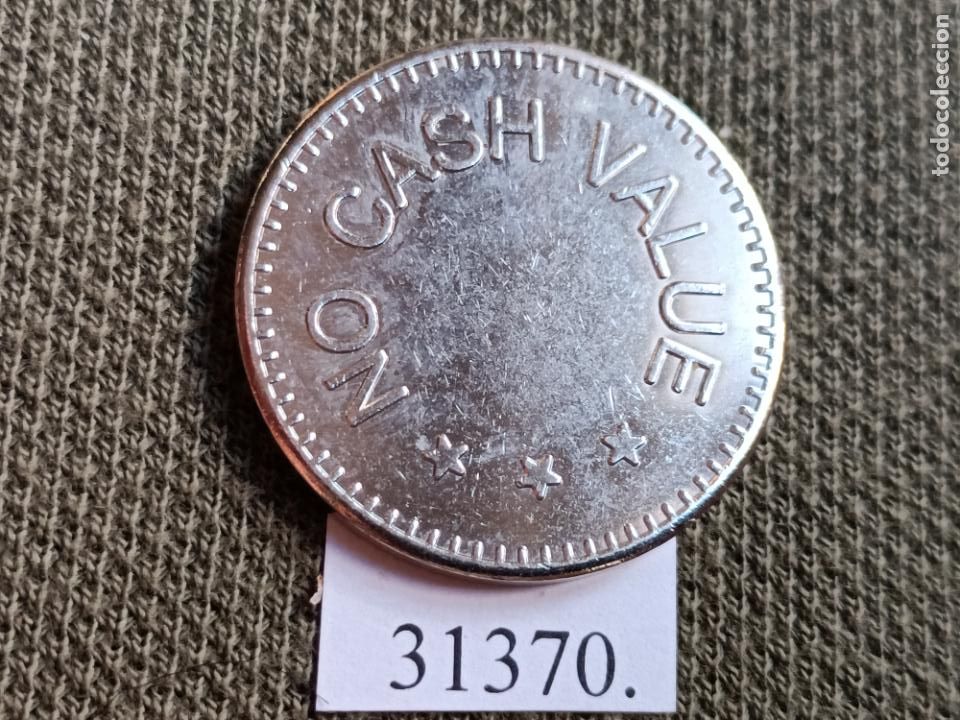 NO CASH VALUE
31370.
todocoleccion